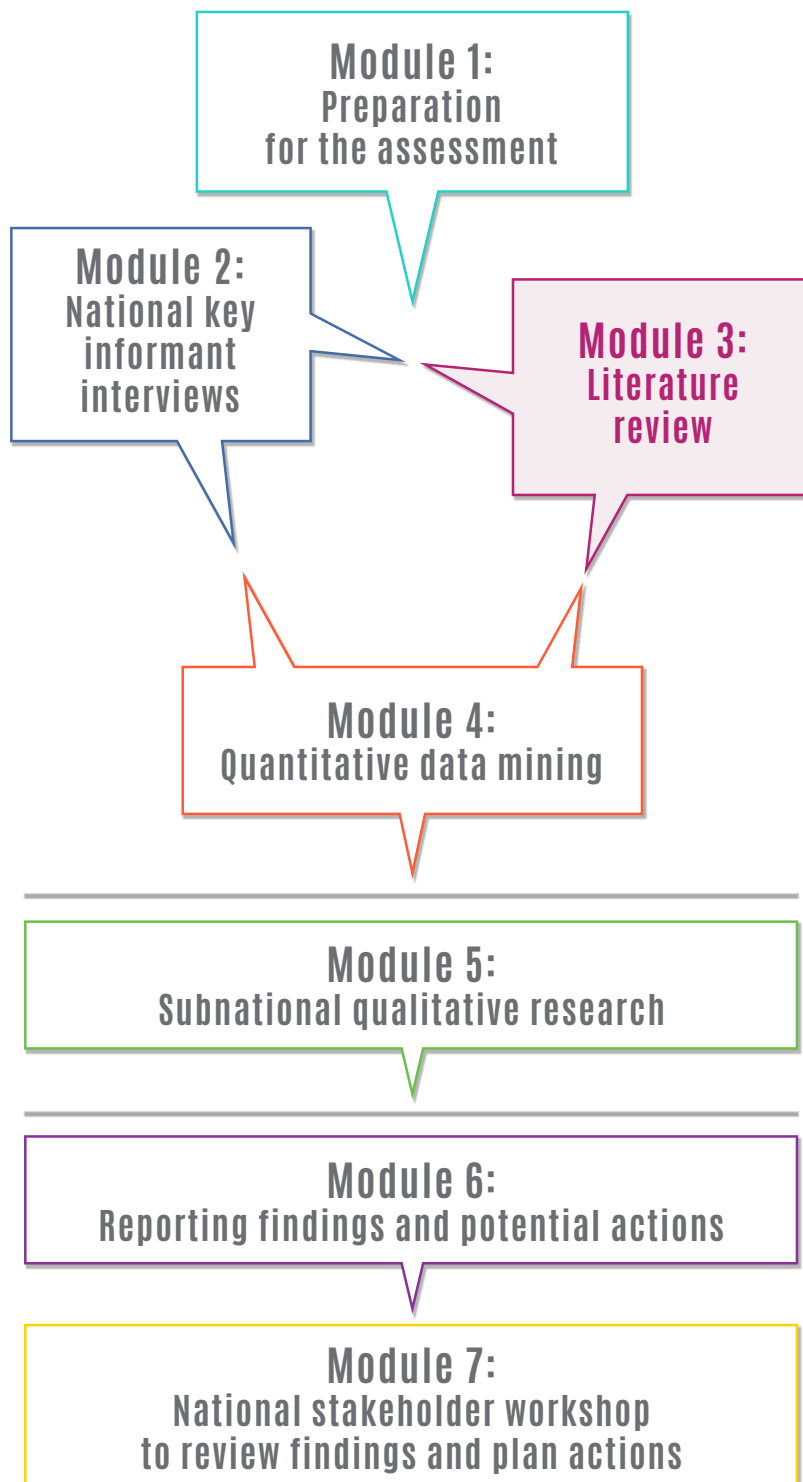 Module 1:
Preparation
for the assessment
Module 2:
National key
informant
interviews
Module 3:
Literature
review
Module 4:
Quantitative data mining
Module 5:
Subnational qualitative research
Module 6:
Reporting findings and potential actions
Module 7:
National stakeholder workshop
to review findings and plan actions